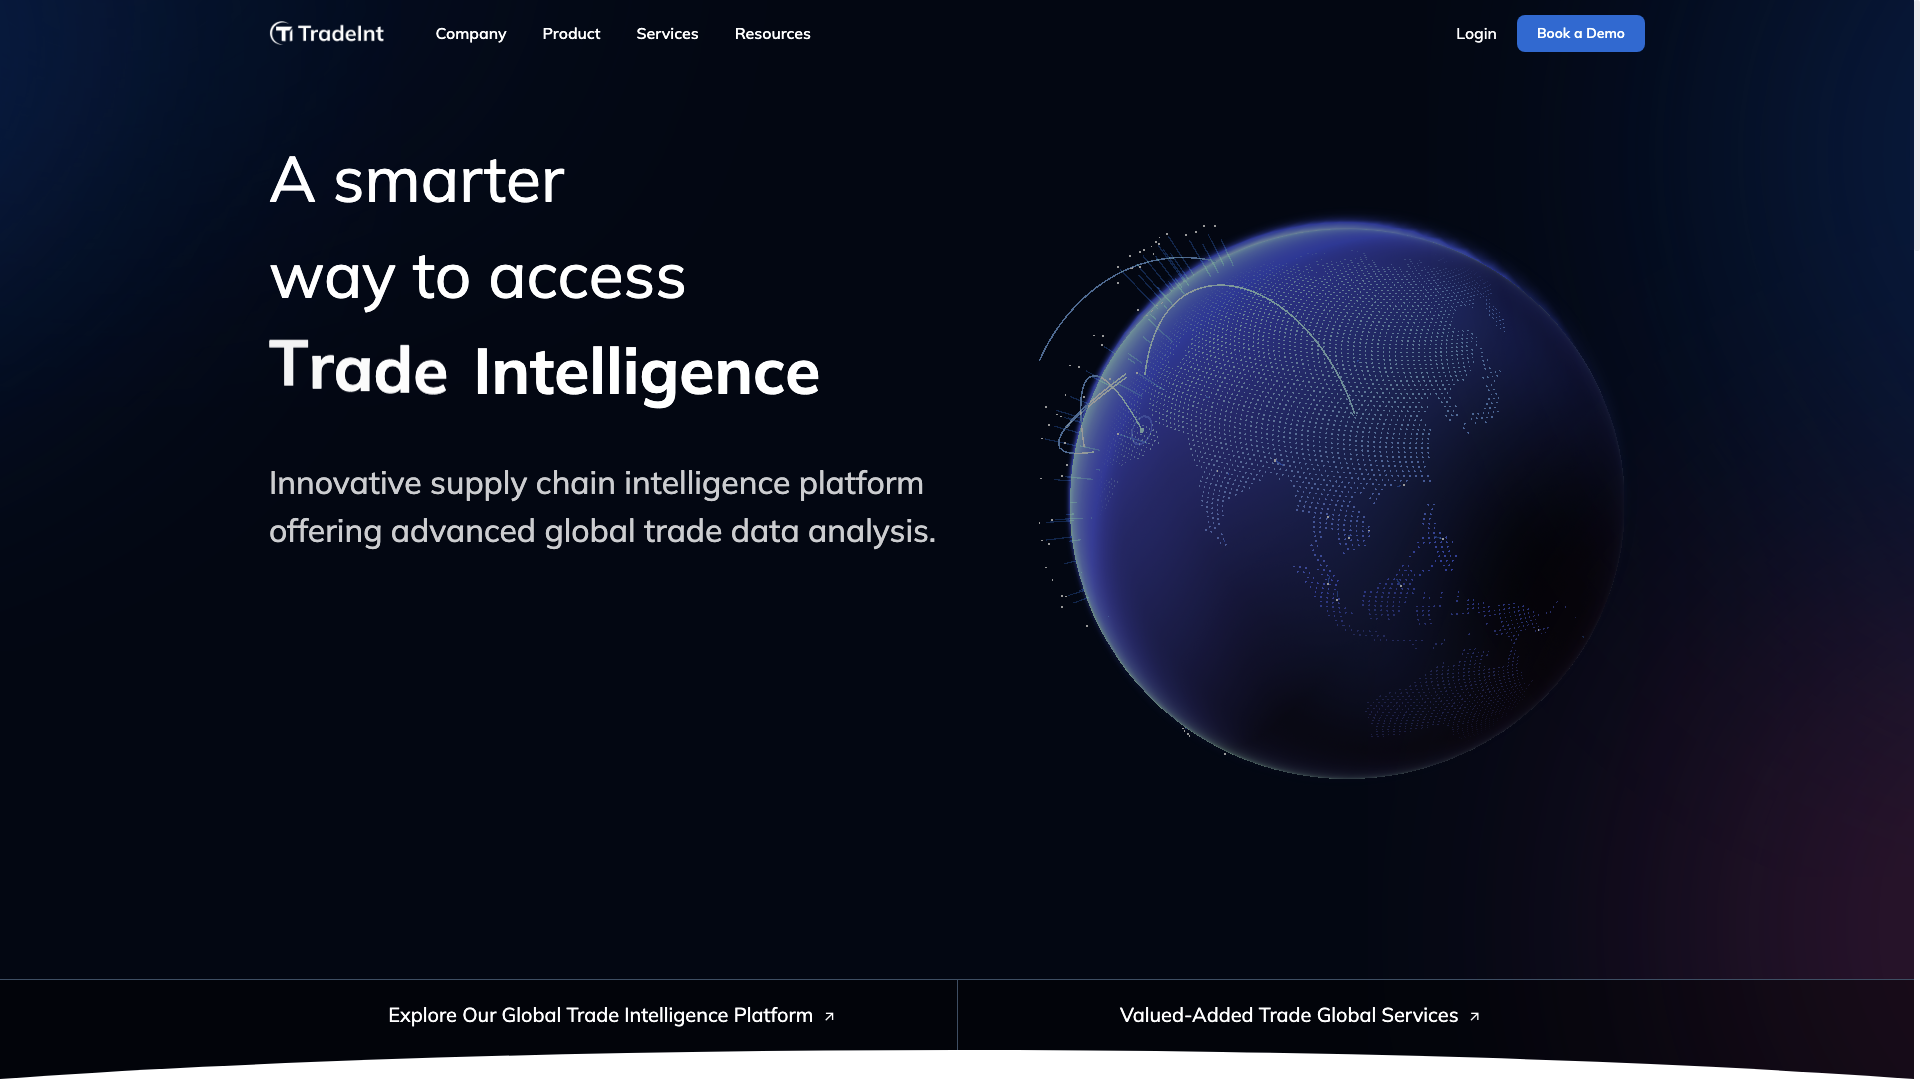 TradeInt
Company
Product
Services
Resources
Login
Book a Demo
A smarter
way to access
Trade Intelligence
Innovative supply chain intelligence platform
offering advanced global trade data analysis.
Explore Our Global Trade Intelligence Platform
Valued-Added Trade Global Services